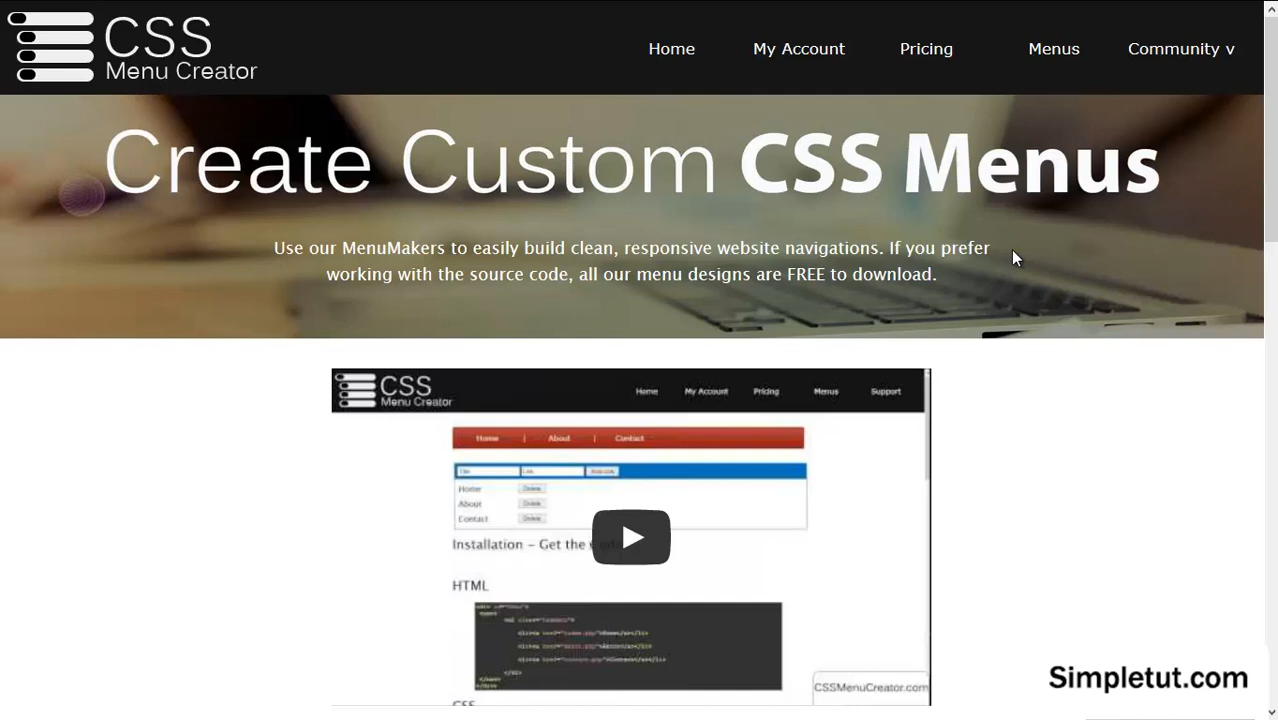 CSS
Menu Creator
Home
My Account
Pricing
Menus
Community v
Create Custom CSS Menus
Use our MenuMakers to easily build clean, responsive website navigations. If you prefer
working with the source code, all our menu designs are FREE to download.
CSS
Menu Creator
Home
My Account
Pricing
Menus
Support
Home | About | Contact
Home
About
Contact
Installation – Get the
HTML
CSSMenuCreator.com
Simpletut.com